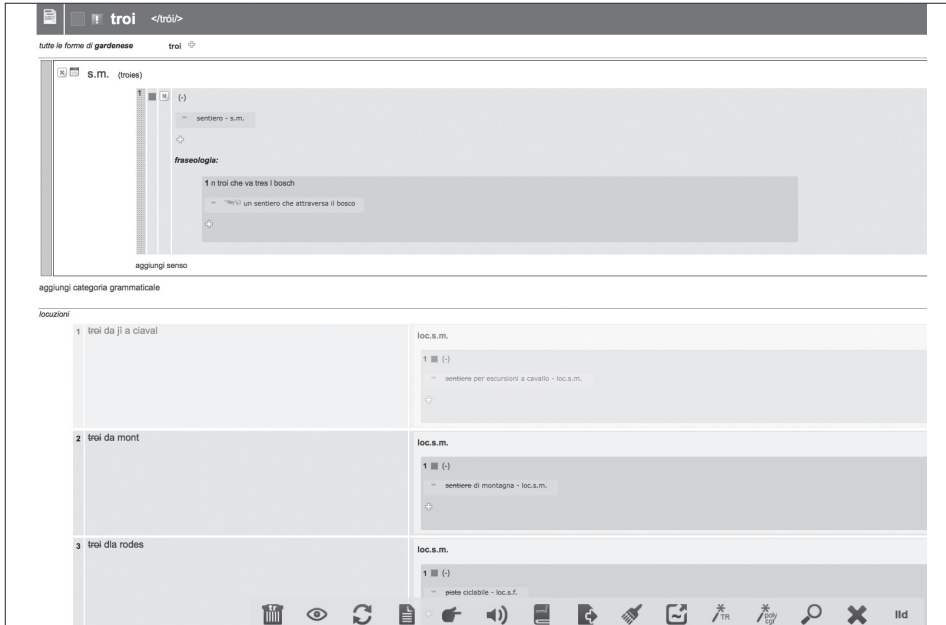 troi </trói/>
tutte le forme di gardenese troi
s.m. (troies)
1 (-)
sentiero - s.m.
fraseologia:
1 n troi che va tres l bosch
un sentiero che attraversa il bosco
aggiungi senso
aggiungi categoria grammaticale
locuzioni
1 troi da jì a ciaval
loc.s.m.
1 (-)
sentiero per escursioni a cavallo - loc.s.m.
2 troi da mont
loc.s.m.
1 (-)
sentiero di montagna - loc.s.m.
3 troi dla rodes
loc.s.m.
1 (-)
pista ciclabile - loc.s.f.
tr TR poly cgr lld